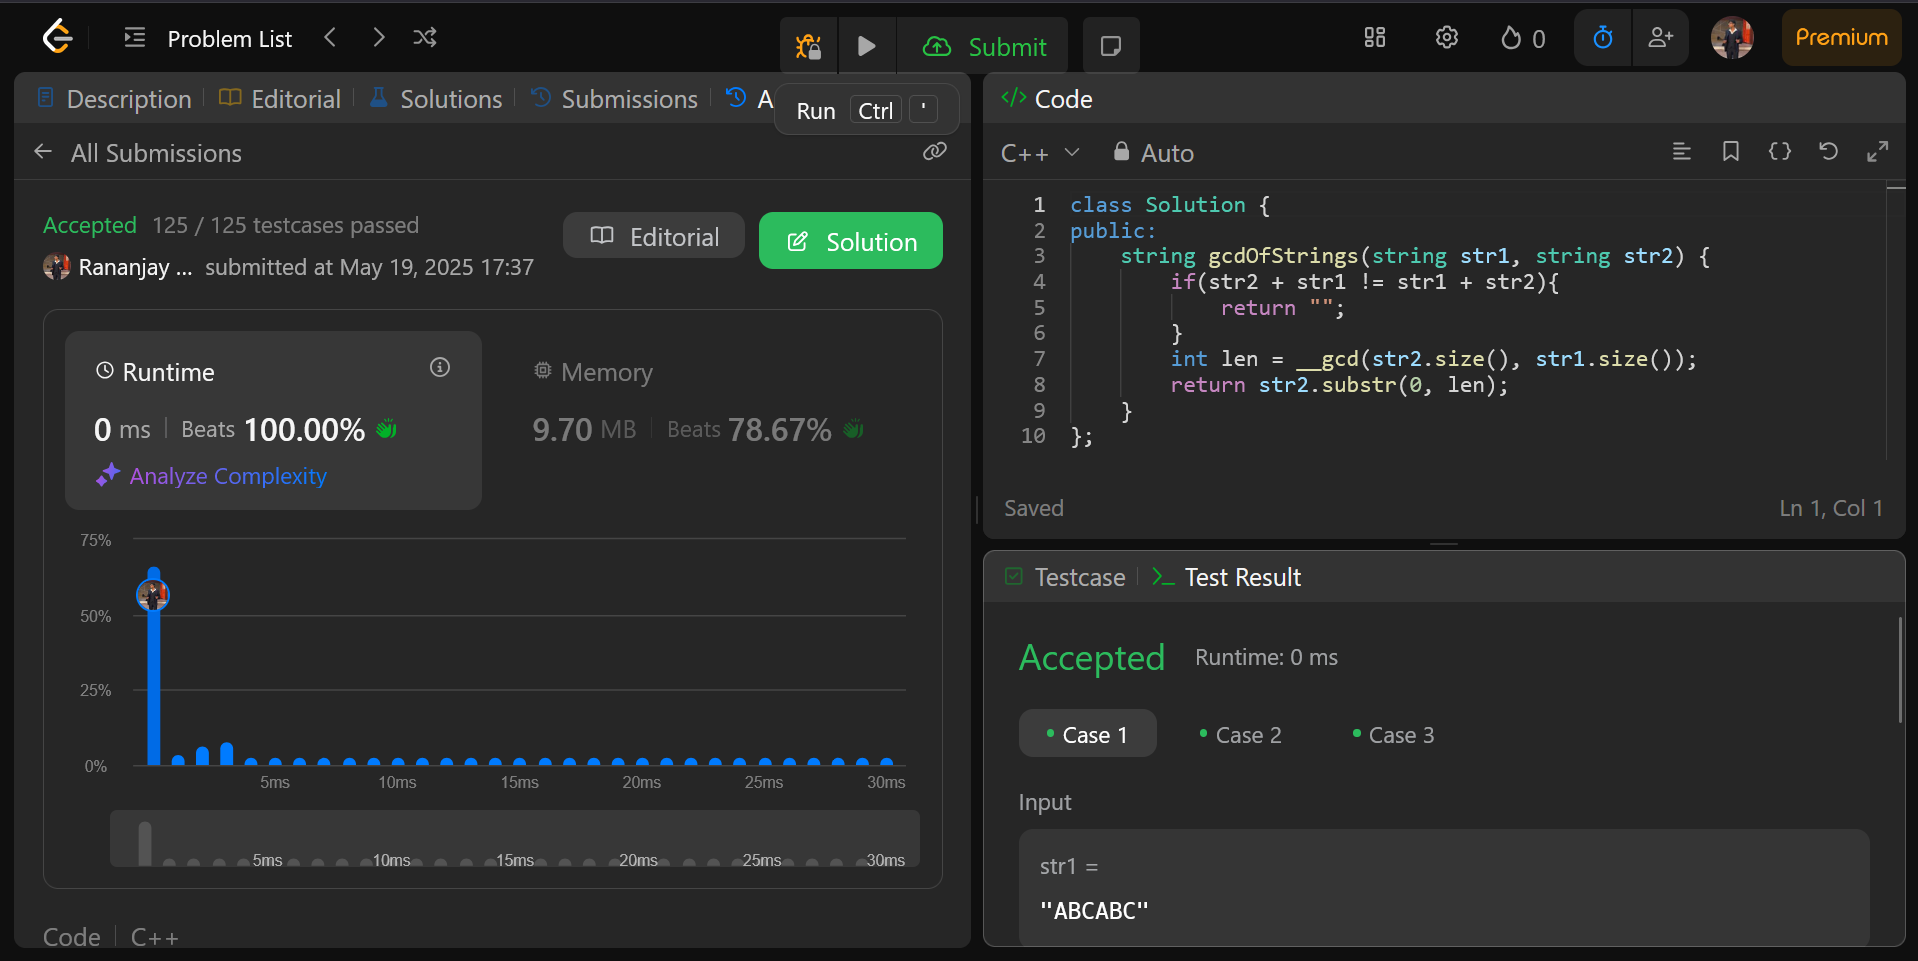 Problem List
Submit
0
Premium
Description
Editorial
Solutions
Submissions
A
Run Ctrl '
All Submissions
Accepted 125 / 125 testcases passed
Rananjay ... submitted at May 19, 2025 17:37
Editorial
Solution
Runtime
0 ms Beats 100.00%
Analyze Complexity
Memory
9.70 MB Beats 78.67%
75%
50%
25%
0%
5ms 10ms 15ms 20ms 25ms 30ms
5ms 10ms 15ms 20ms 25ms 30ms
Code C++
</> Code
C++ Auto
1 class Solution {
2 public:
3 string gcdOfStrings(string str1, string str2) {
4 if(str2 + str1 != str1 + str2){
5 return "";
6 }
7 int len = __gcd(str2.size(), str1.size());
8 return str2.substr(0, len);
9 }
10 };
Saved
Ln 1, Col 1
Testcase
>_ Test Result
Accepted Runtime: 0 ms
Case 1 Case 2 Case 3
Input
str1 =
"ABCABC"